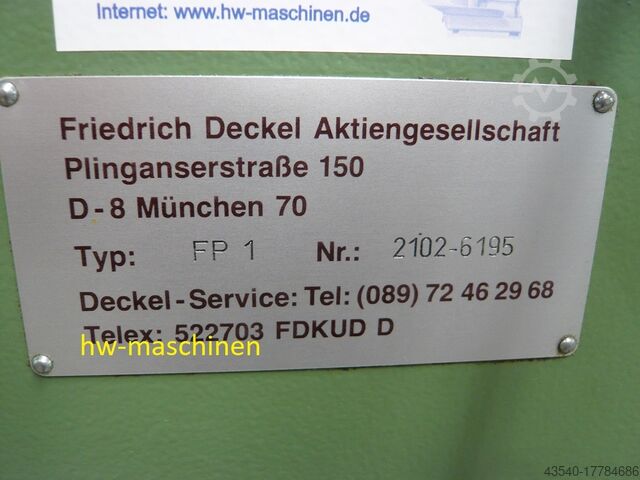 Internet: www.hw-maschinen.de
Friedrich Deckel Aktiengesellschaft
Plinganserstraße 150
D-8 München 70
Typ: FP 1 Nr.: 2102-6195
Deckel-Service: Tel: (089) 72 46 29 68
Telex: 522703 FDKUD D
hw-maschinen
43540-17784686